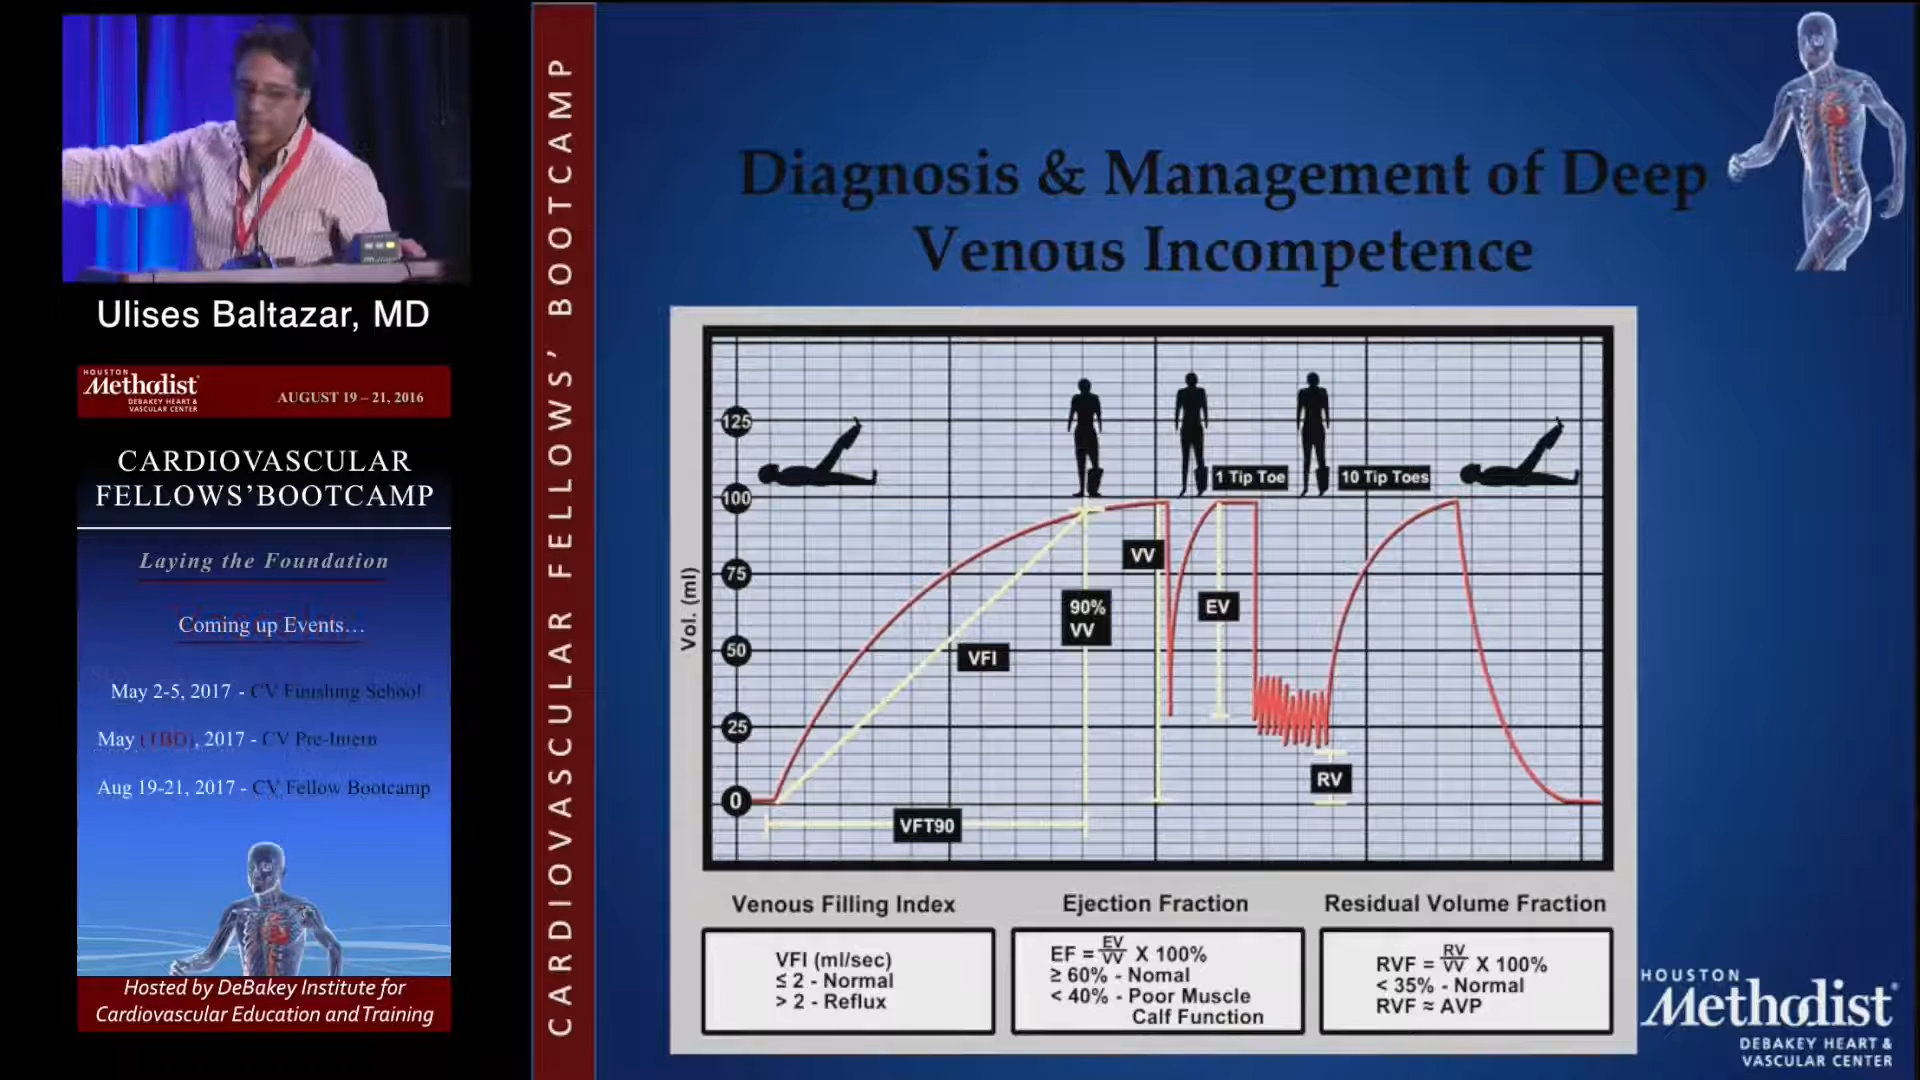 Ulises Baltazar, MD
HOUSTON
Methodist
DEBAKEY HEART &
VASCULAR CENTER
AUGUST 19 – 21, 2016
CARDIOVASCULAR
FELLOWS'BOOTCAMP
Laying the Foundation
Coming up Events…
May 2-5, 2017 - CV Finishing School
May (TBD), 2017 - CV Pre-Intern
Aug 19-21, 2017 - CV Fellow Bootcamp
Hosted by DeBakey Institute for
Cardiovascular Education and Training
CARDIOVASCULAR FELLOWS' BOOTCAMP
Diagnosis & Management of Deep
Venous Incompetence
Vol. (ml)
125
100
75
50
25
0
1 Tip Toe
10 Tip Toes
VV
90%
VV
EV
VFI
RV
VFT90
Venous Filling Index
VFI (ml/sec)
≤ 2 - Normal
> 2 - Reflux
Ejection Fraction
EF = EV/VV X 100%
≥ 60% - Nomal
< 40% - Poor Muscle
Calf Function
Residual Volume Fraction
RVF = RV/VV X 100%
< 35% - Normal
RVF ≈ AVP
HOUSTON
Methodist
DEBAKEY HEART &
VASCULAR CENTER